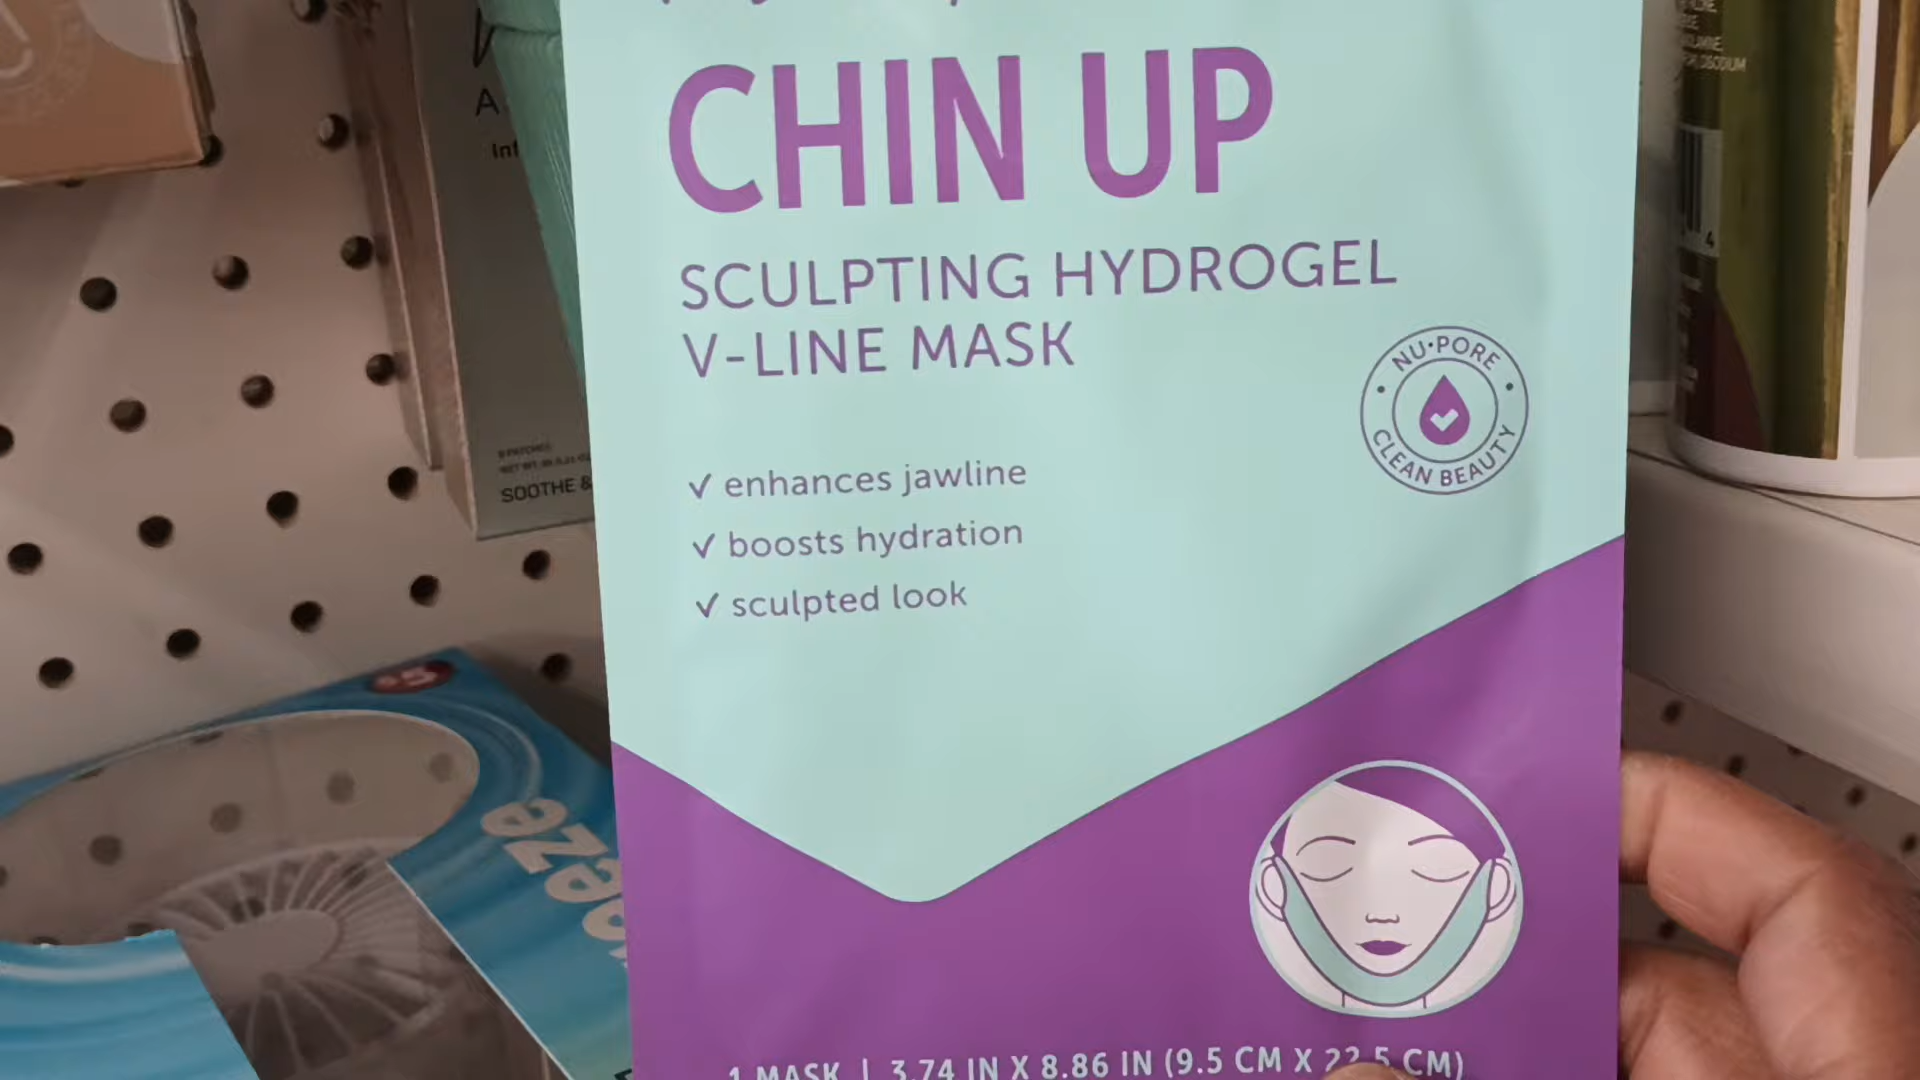 CHIN UP
SCULPTING HYDROGEL
V-LINE MASK
NU•PORE
CLEAN BEAUTY
✓ enhances jawline
✓ boosts hydration
✓ sculpted look
1 MASK | 3.74 IN X 8.86 IN (9.5 CM X 22.5 CM)
SOOTHE &